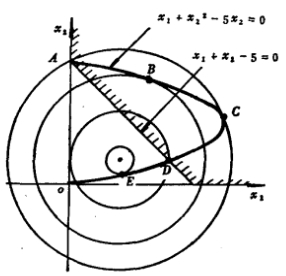 x₁ + x₂² − 5x₂ = 0
x₂
x₁ + x₂ − 5 = 0
A
B
C
D
E
o
x₁